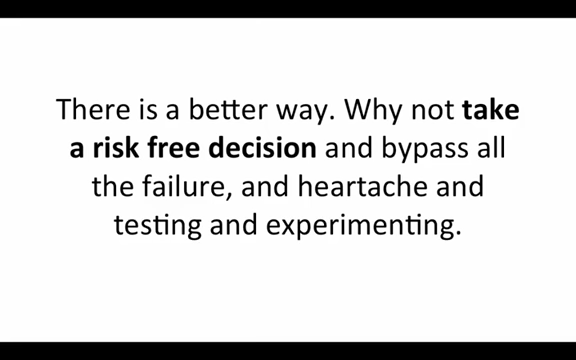 There is a better way. Why not take
a risk free decision and bypass all
the failure, and heartache and
testing and experimenting.